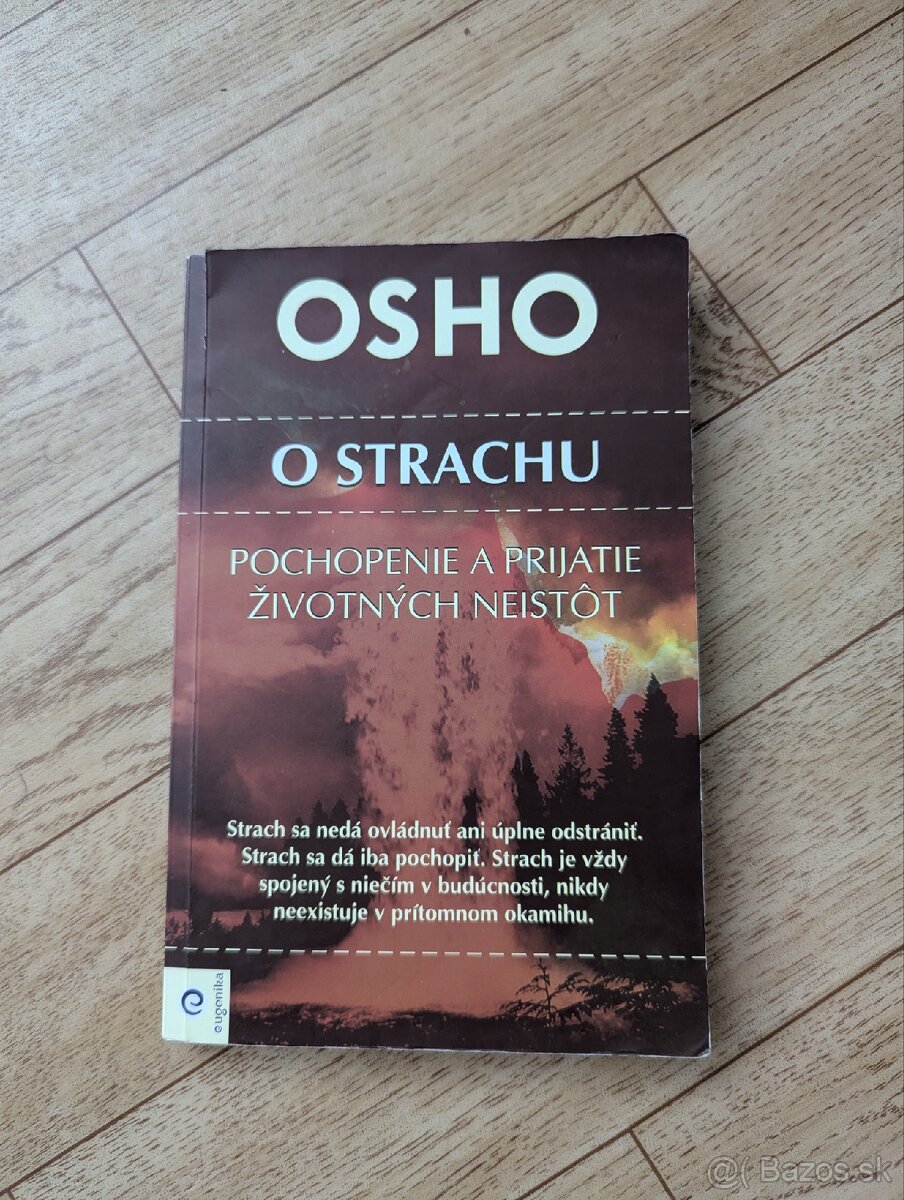 OSHO
O STRACHU
POCHOPENIE A PRIJATIE
ŽIVOTNÝCH NEISTÔT
Strach sa nedá ovládnuť ani úplne odstrániť.
Strach sa dá iba pochopiť. Strach je vždy
spojený s niečím v budúcnosti, nikdy
neexistuje v prítomnom okamihu.
eugenika
@( Bazos.sk